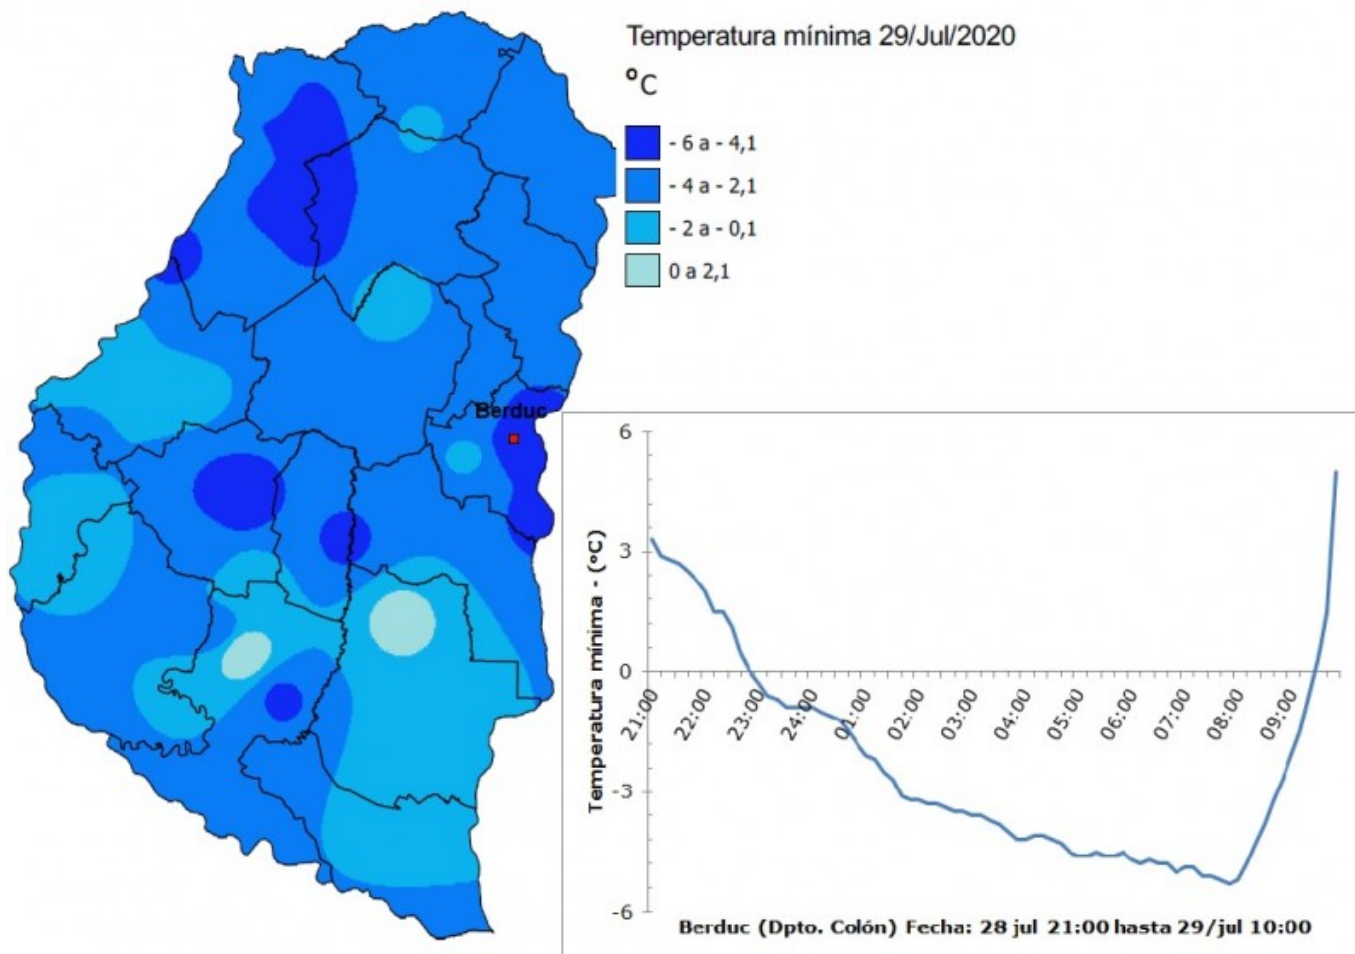 Temperatura mínima 29/Jul/2020
°C
- 6 a - 4,1
- 4 a - 2,1
- 2 a - 0,1
0 a 2,1
Berduc
6
3
0
-3
-6
Temperatura mínima - (°C)
21:00
22:00
23:00
24:00
01:00
02:00
03:00
04:00
05:00
06:00
07:00
08:00
09:00
Berduc (Dpto. Colón) Fecha: 28 jul 21:00 hasta 29/jul 10:00